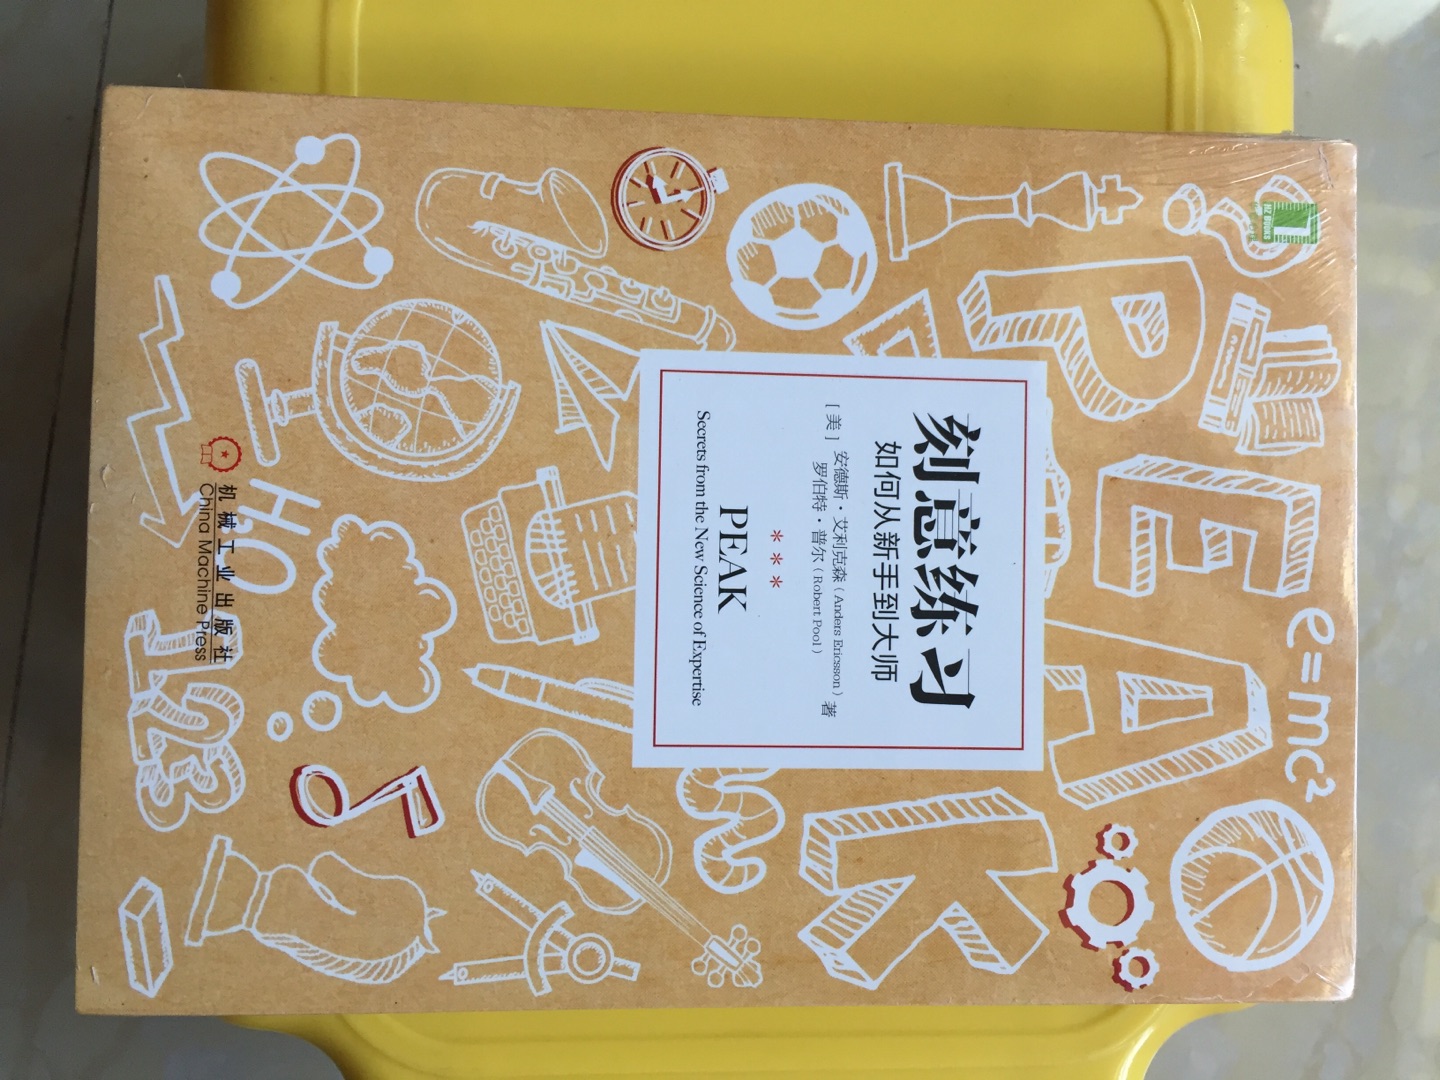 HZ BOOKS
e=mc²
PEAK
刻意练习
如何从新手到大师
[美] 安德斯·艾利克森（Anders Ericsson）著
罗伯特·普尔（Robert Pool）
***
PEAK
Secrets from the New Science of Expertise
123
机械工业出版社
China Machine Press